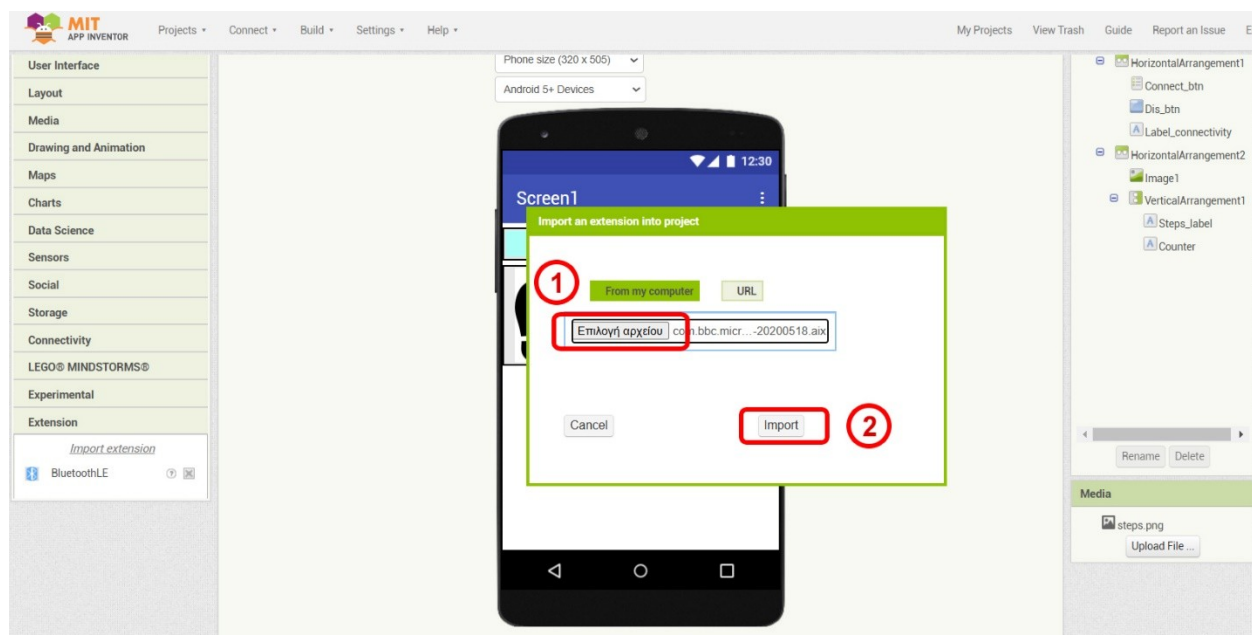 MIT
APP INVENTOR
Projects
Connect
Build
Settings
Help
My Projects
View Trash
Guide
Report an Issue
User Interface
Layout
Media
Drawing and Animation
Maps
Charts
Data Science
Sensors
Social
Storage
Connectivity
LEGO® MINDSTORMS®
Experimental
Extension
Import extension
BluetoothLE
Phone size (320 x 505)
Android 5+ Devices
12:30
Screen1
Import an extension into project
1
From my computer
URL
Επιλογή αρχείου com.bbc.micr...-20200518.aix
Cancel
Import
2
HorizontalArrangement1
Connect_btn
Dis_btn
Label_connectivity
HorizontalArrangement2
Image1
VerticalArrangement1
Steps_label
Counter
Rename
Delete
Media
steps.png
Upload File ...